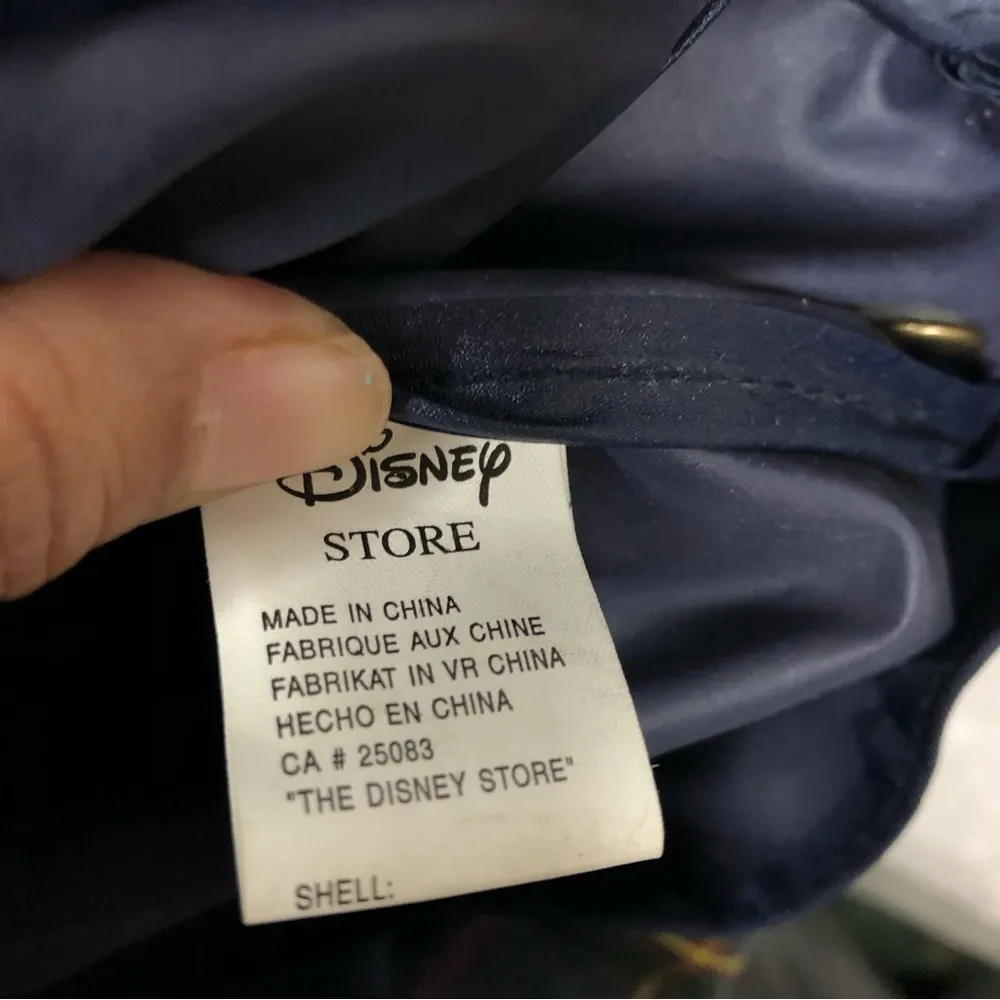 DISNEY
STORE
MADE IN CHINA
FABRIQUE AUX CHINE
FABRIKAT IN VR CHINA
HECHO EN CHINA
CA # 25083
"THE DISNEY STORE"
SHELL: